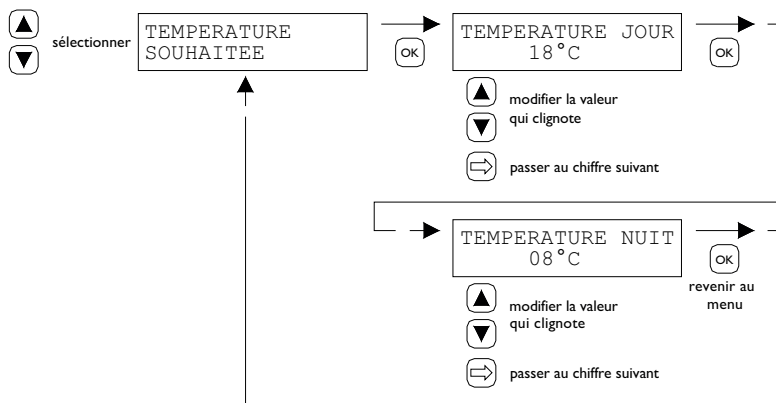 sélectionner
TEMPERATURE
SOUHAITEE
OK
TEMPERATURE JOUR
18°C
OK
modifier la valeur
qui clignote
passer au chiffre suivant
TEMPERATURE NUIT
08°C
OK
revenir au
menu
modifier la valeur
qui clignote
passer au chiffre suivant